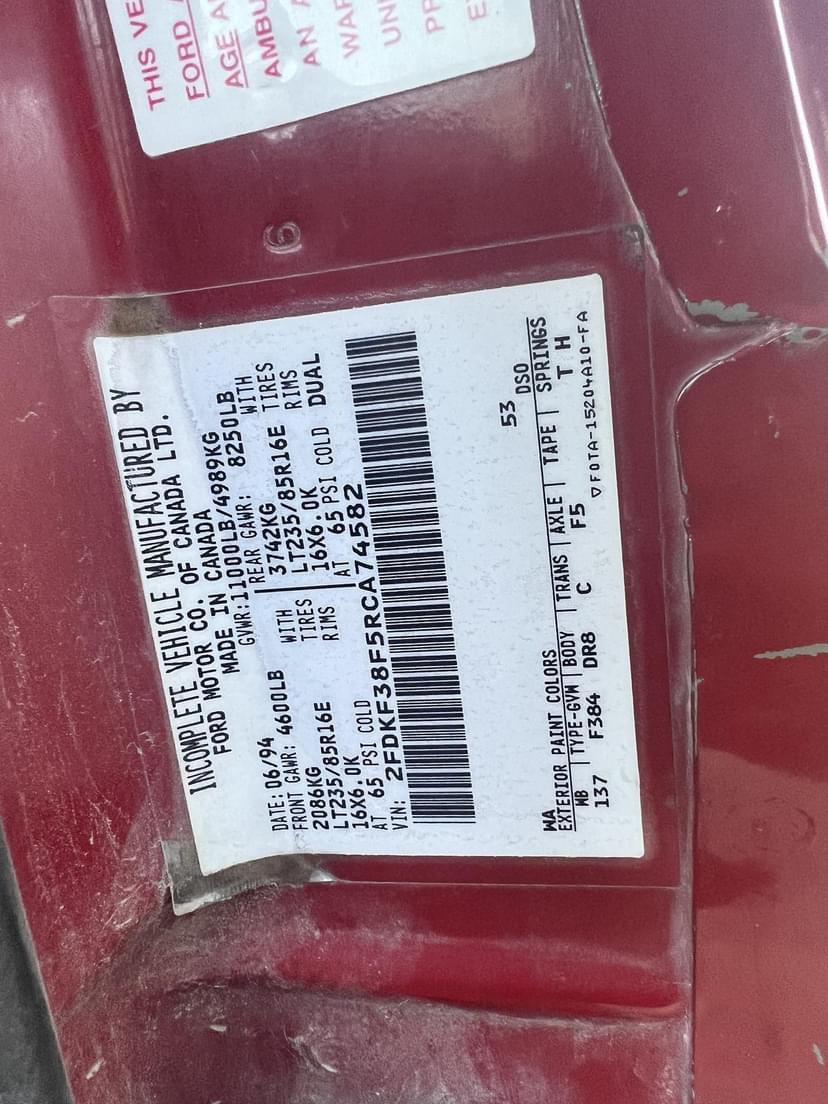 THIS VE
FORD
AGE A
AMBU
AN A
WAR
UN
PR
E
6
INCOMPLETE VEHICLE MANUFACTURED BY
FORD MOTOR CO. OF CANADA LTD.
MADE IN CANADA
GVWR:11000LB/4989KG
DATE: 06/94
FRONT GAWR: 4600LB
2086KG WITH
LT235/85R16E TIRES
16X6.0K RIMS
AT 65 PSI COLD
REAR GAWR: 8250LB
3742KG WITH
LT235/85R16E TIRES
16X6.0K RIMS
AT 65 PSI COLD DUAL
VIN: 2FDKF38F5RCA74582
53
WA DSO
EXTERIOR PAINT COLORS
WB | TYPE-GVW | BODY | TRANS | AXLE | TAPE | SPRINGS
137 F384 DR8 C F5 T H
▽F0TA-15204A10-FA